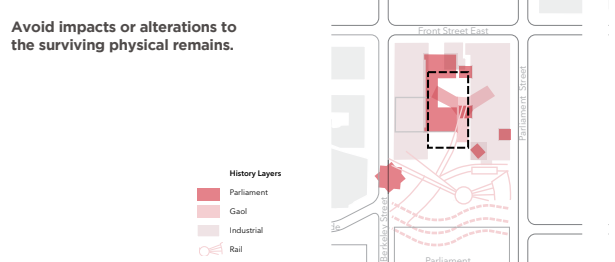 Avoid impacts or alterations to
the surviving physical remains.
Front Street East
Parliament Street
History Layers
Parliament
Gaol
Industrial
Rail
Berkeley Street
de
Parliament